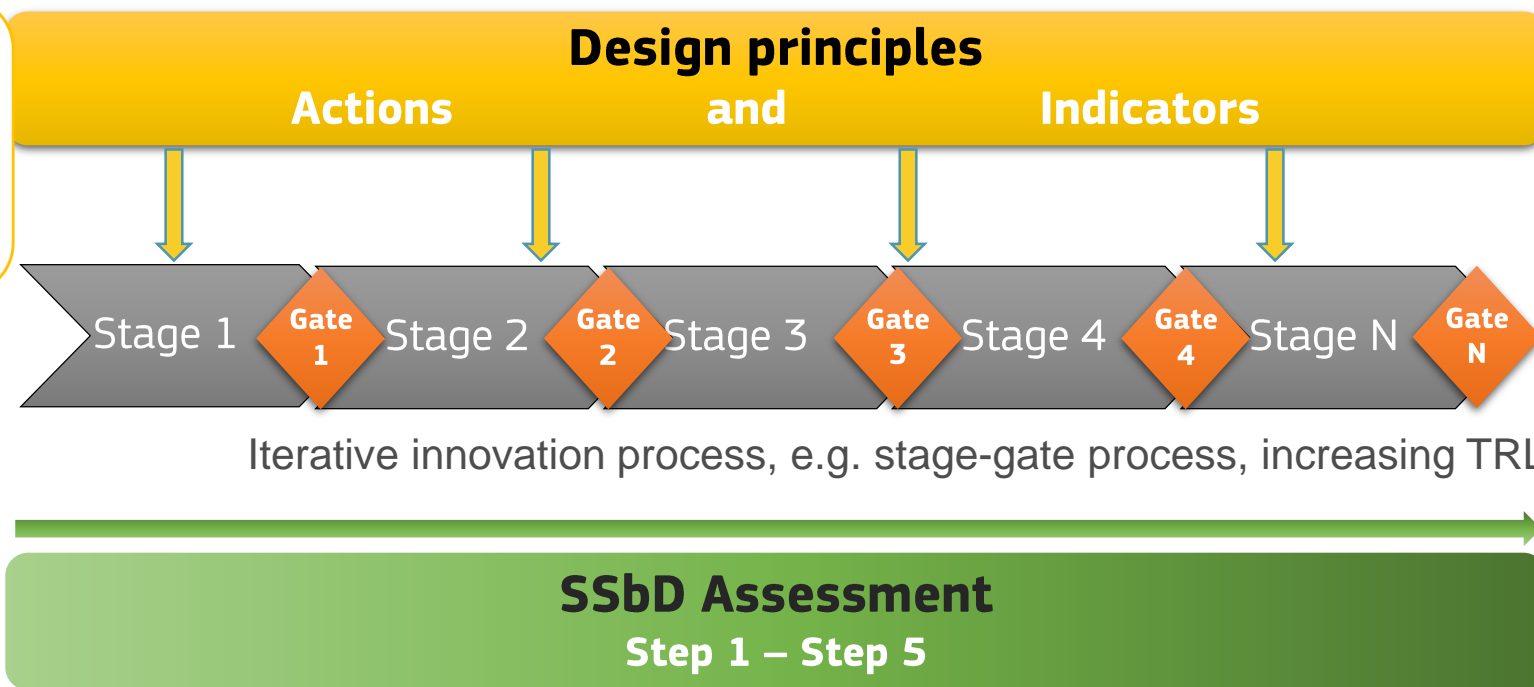 Design principles
Actions and Indicators
Stage 1
Gate
1
Stage 2
Gate
2
Stage 3
Gate
3
Stage 4
Gate
4
Stage N
Gate
N
Iterative innovation process, e.g. stage-gate process, increasing TRL
SSbD Assessment
Step 1 – Step 5